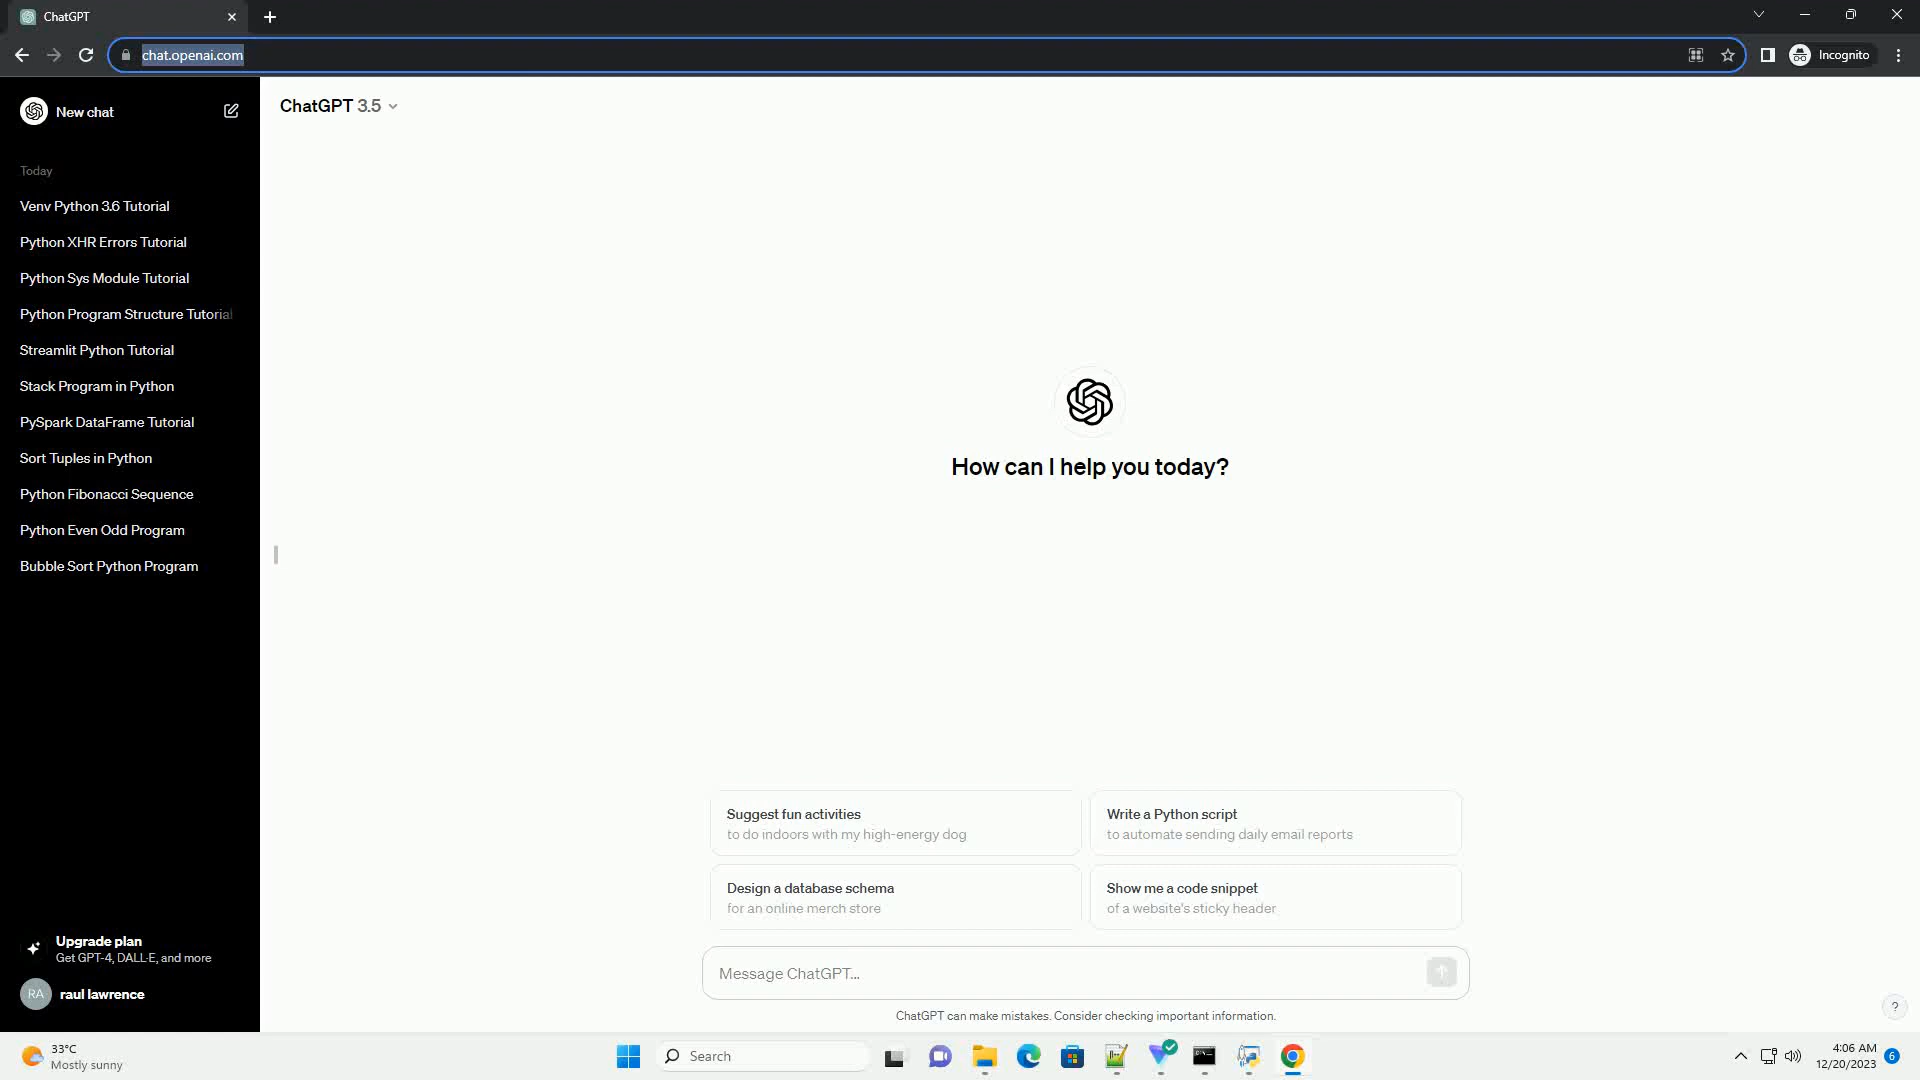 ChatGPT
chat.openai.com
Incognito
New chat
ChatGPT 3.5
Today
Venv Python 3.6 Tutorial
Python XHR Errors Tutorial
Python Sys Module Tutorial
Python Program Structure Tutorial
Streamlit Python Tutorial
Stack Program in Python
PySpark DataFrame Tutorial
Sort Tuples in Python
Python Fibonacci Sequence
Python Even Odd Program
Bubble Sort Python Program
How can I help you today?
Suggest fun activities
to do indoors with my high-energy dog
Write a Python script
to automate sending daily email reports
Design a database schema
for an online merch store
Show me a code snippet
of a website's sticky header
Upgrade plan
Get GPT-4, DALL·E, and more
RA
raul lawrence
Message ChatGPT...
ChatGPT can make mistakes. Consider checking important information.
?
33°C
Mostly sunny
Search
4:06 AM
12/20/2023
6